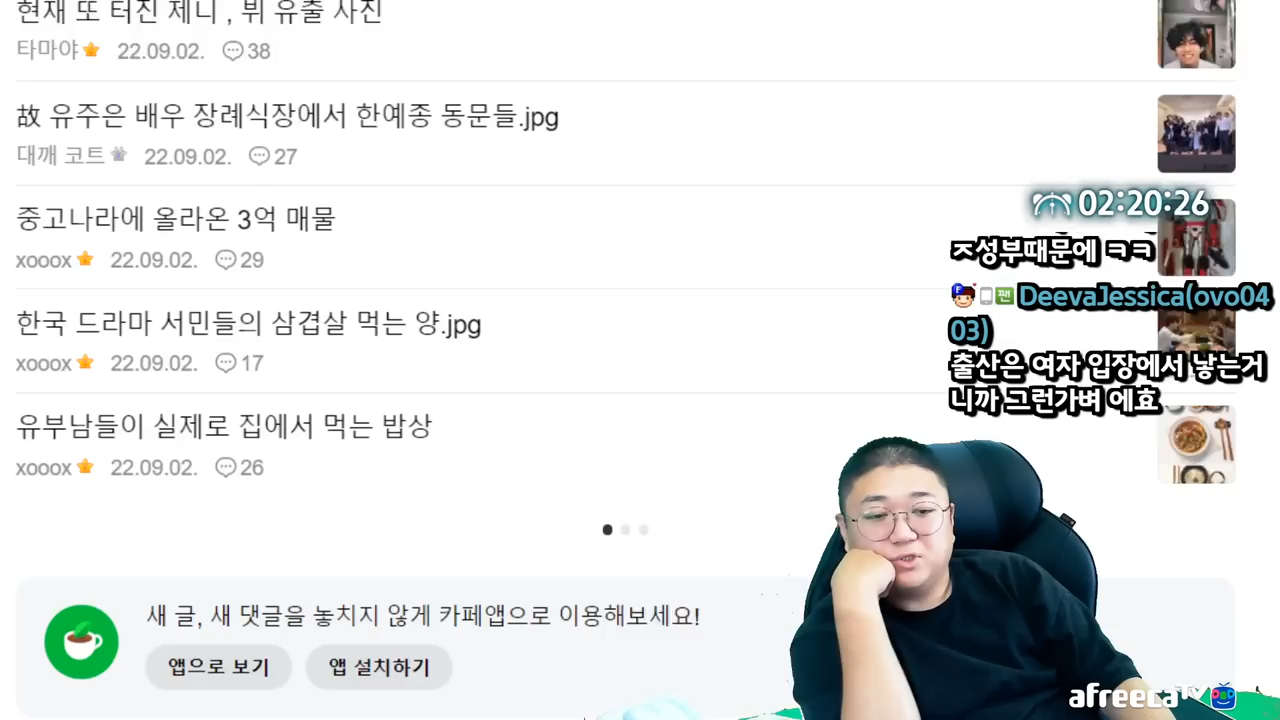 현재 또 터진 제니 , 뷔 유출 사진
타마야 22.09.02. 38
故 유주은 배우 장례식장에서 한예종 동문들.jpg
대깨 코트 22.09.02. 27
중고나라에 올라온 3억 매물
xooox 22.09.02. 29
한국 드라마 서민들의 삼겹살 먹는 양.jpg
xooox 22.09.02. 17
유부남들이 실제로 집에서 먹는 밥상
xooox 22.09.02. 26
새 글, 새 댓글을 놓치지 않게 카페앱으로 이용해보세요!
앱으로 보기 앱 설치하기
02:20:26
ㅈ성부때문에 ㅋㅋ
F 팬 DeevaJessica(ovo04
03)
출산은 여자 입장에서 낳는거
니까 그런가벼 에효
afreecaTV